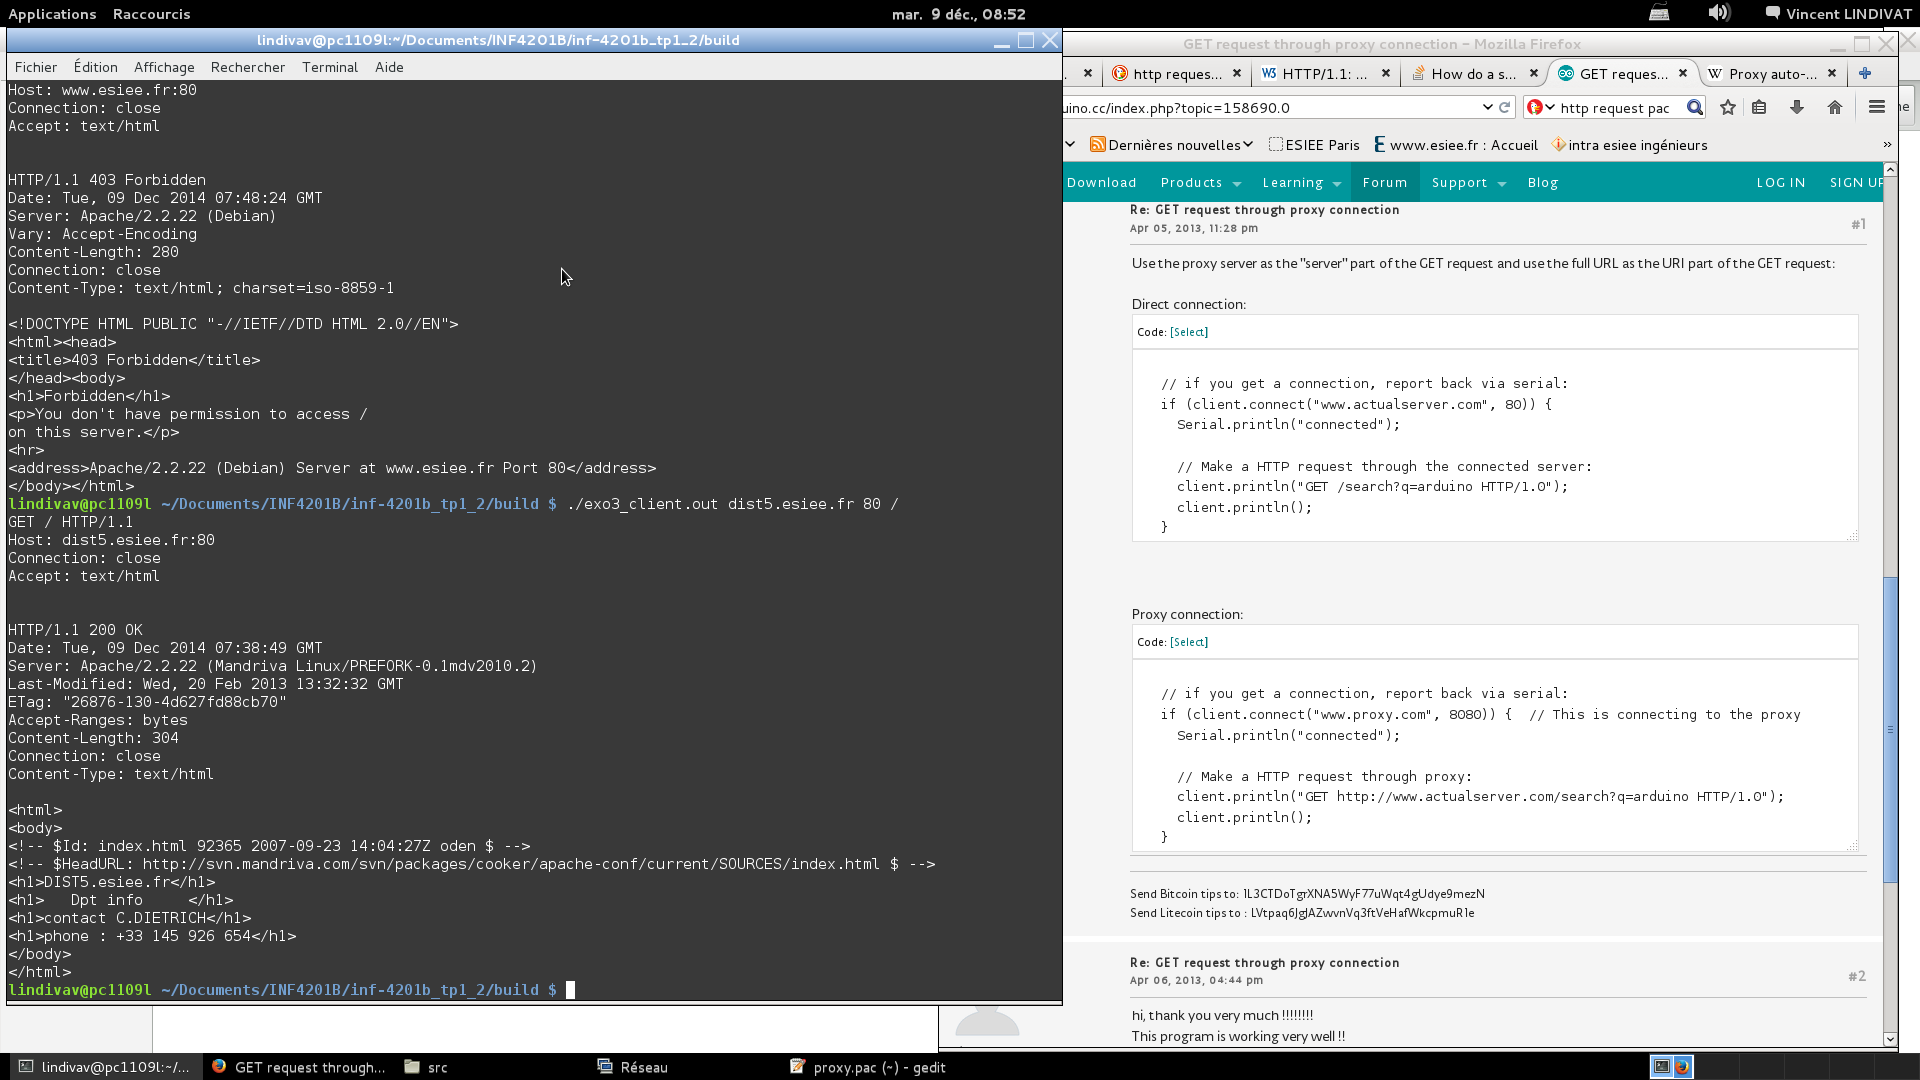 Applications Raccourcis
mar. 9 déc., 08:52
Vincent LINDIVAT
lindivav@pc1109l:~/Documents/INF4201B/inf-4201b_tp1_2/build
Fichier Édition Affichage Rechercher Terminal Aide
Host: www.esiee.fr:80
Connection: close
Accept: text/html
HTTP/1.1 403 Forbidden
Date: Tue, 09 Dec 2014 07:48:24 GMT
Server: Apache/2.2.22 (Debian)
Vary: Accept-Encoding
Content-Length: 280
Connection: close
Content-Type: text/html; charset=iso-8859-1
<!DOCTYPE HTML PUBLIC "-//IETF//DTD HTML 2.0//EN">
<html><head>
<title>403 Forbidden</title>
</head><body>
<h1>Forbidden</h1>
<p>You don't have permission to access /
on this server.</p>
<hr>
<address>Apache/2.2.22 (Debian) Server at www.esiee.fr Port 80</address>
</body></html>
lindivav@pc1109l ~/Documents/INF4201B/inf-4201b_tp1_2/build $ ./exo3_client.out dist5.esiee.fr 80 /
GET / HTTP/1.1
Host: dist5.esiee.fr:80
Connection: close
Accept: text/html
HTTP/1.1 200 OK
Date: Tue, 09 Dec 2014 07:38:49 GMT
Server: Apache/2.2.22 (Mandriva Linux/PREFORK-0.1mdv2010.2)
Last-Modified: Wed, 20 Feb 2013 13:32:32 GMT
ETag: "26876-130-4d627fd88cb70"
Accept-Ranges: bytes
Content-Length: 304
Connection: close
Content-Type: text/html
<html>
<body>
<!-- $Id: index.html 92365 2007-09-23 14:04:27Z oden $ -->
<!-- $HeadURL: http://svn.mandriva.com/svn/packages/cooker/apache-conf/current/SOURCES/index.html $ -->
<h1>DIST5.esiee.fr</h1>
<h1>   Dpt info     </h1>
<h1>contact C.DIETRICH</h1>
<h1>phone : +33 145 926 654</h1>
</body>
</html>
lindivav@pc1109l ~/Documents/INF4201B/inf-4201b_tp1_2/build $
GET request through proxy connection - Mozilla Firefox
http reques... HTTP/1.1: ... How do a s... GET reques... Proxy auto-...
uino.cc/index.php?topic=158690.0
http request pac
Dernières nouvelles ESIEE Paris www.esiee.fr : Accueil intra esiee ingénieurs »
Download Products Learning Forum Support Blog LOG IN SIGN UP
Re: GET request through proxy connection
Apr 05, 2013, 11:28 pm
#1
Use the proxy server as the "server" part of the GET request and use the full URL as the URI part of the GET request:
Direct connection:
Code: [Select]
// if you get a connection, report back via serial:
if (client.connect("www.actualserver.com", 80)) {
Serial.println("connected");
// Make a HTTP request through the connected server:
client.println("GET /search?q=arduino HTTP/1.0");
client.println();
}
Proxy connection:
Code: [Select]
// if you get a connection, report back via serial:
if (client.connect("www.proxy.com", 8080)) {  // This is connecting to the proxy
Serial.println("connected");
// Make a HTTP request through proxy:
client.println("GET http://www.actualserver.com/search?q=arduino HTTP/1.0");
client.println();
}
Send Bitcoin tips to: 1L3CTDoTgrXNA5WyF77uWqt4gUdye9mezN
Send Litecoin tips to : LVtpaq6JgJAZwvnVq3ftVeHafWkcpmuR1e
Re: GET request through proxy connection
Apr 06, 2013, 04:44 pm
#2
hi, thank you very much !!!!!!!!
This program is working very well !!
lindivav@pc1109l:~/... GET request through... src Réseau proxy.pac (~) - gedit